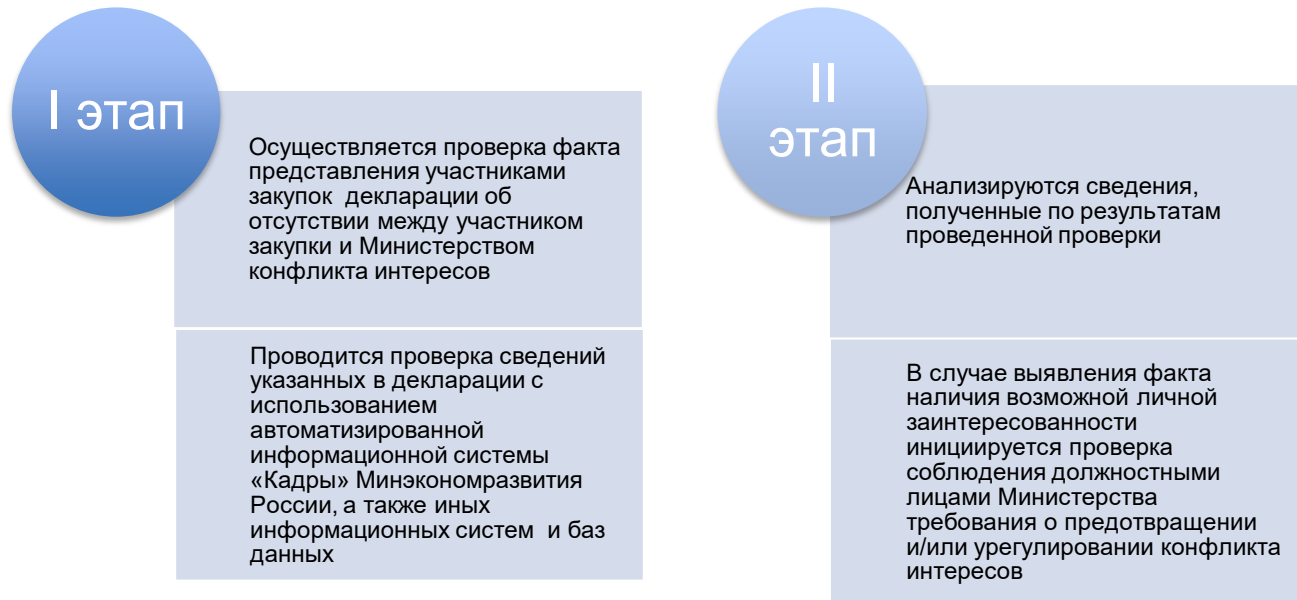 I этап
Осуществляется проверка факта
представления участниками
закупок  декларации об
отсутствии между участником
закупки и Министерством
конфликта интересов
Проводится проверка сведений
указанных в декларации с
использованием
автоматизированной
информационной системы
«Кадры» Минэкономразвития
России, а также иных
информационных систем  и баз
данных
II
этап
Анализируются сведения,
полученные по результатам
проведенной проверки
В случае выявления факта
наличия возможной личной
заинтересованности
инициируется проверка
соблюдения должностными
лицами Министерства
требования о предотвращении
и/или урегулировании конфликта
интересов